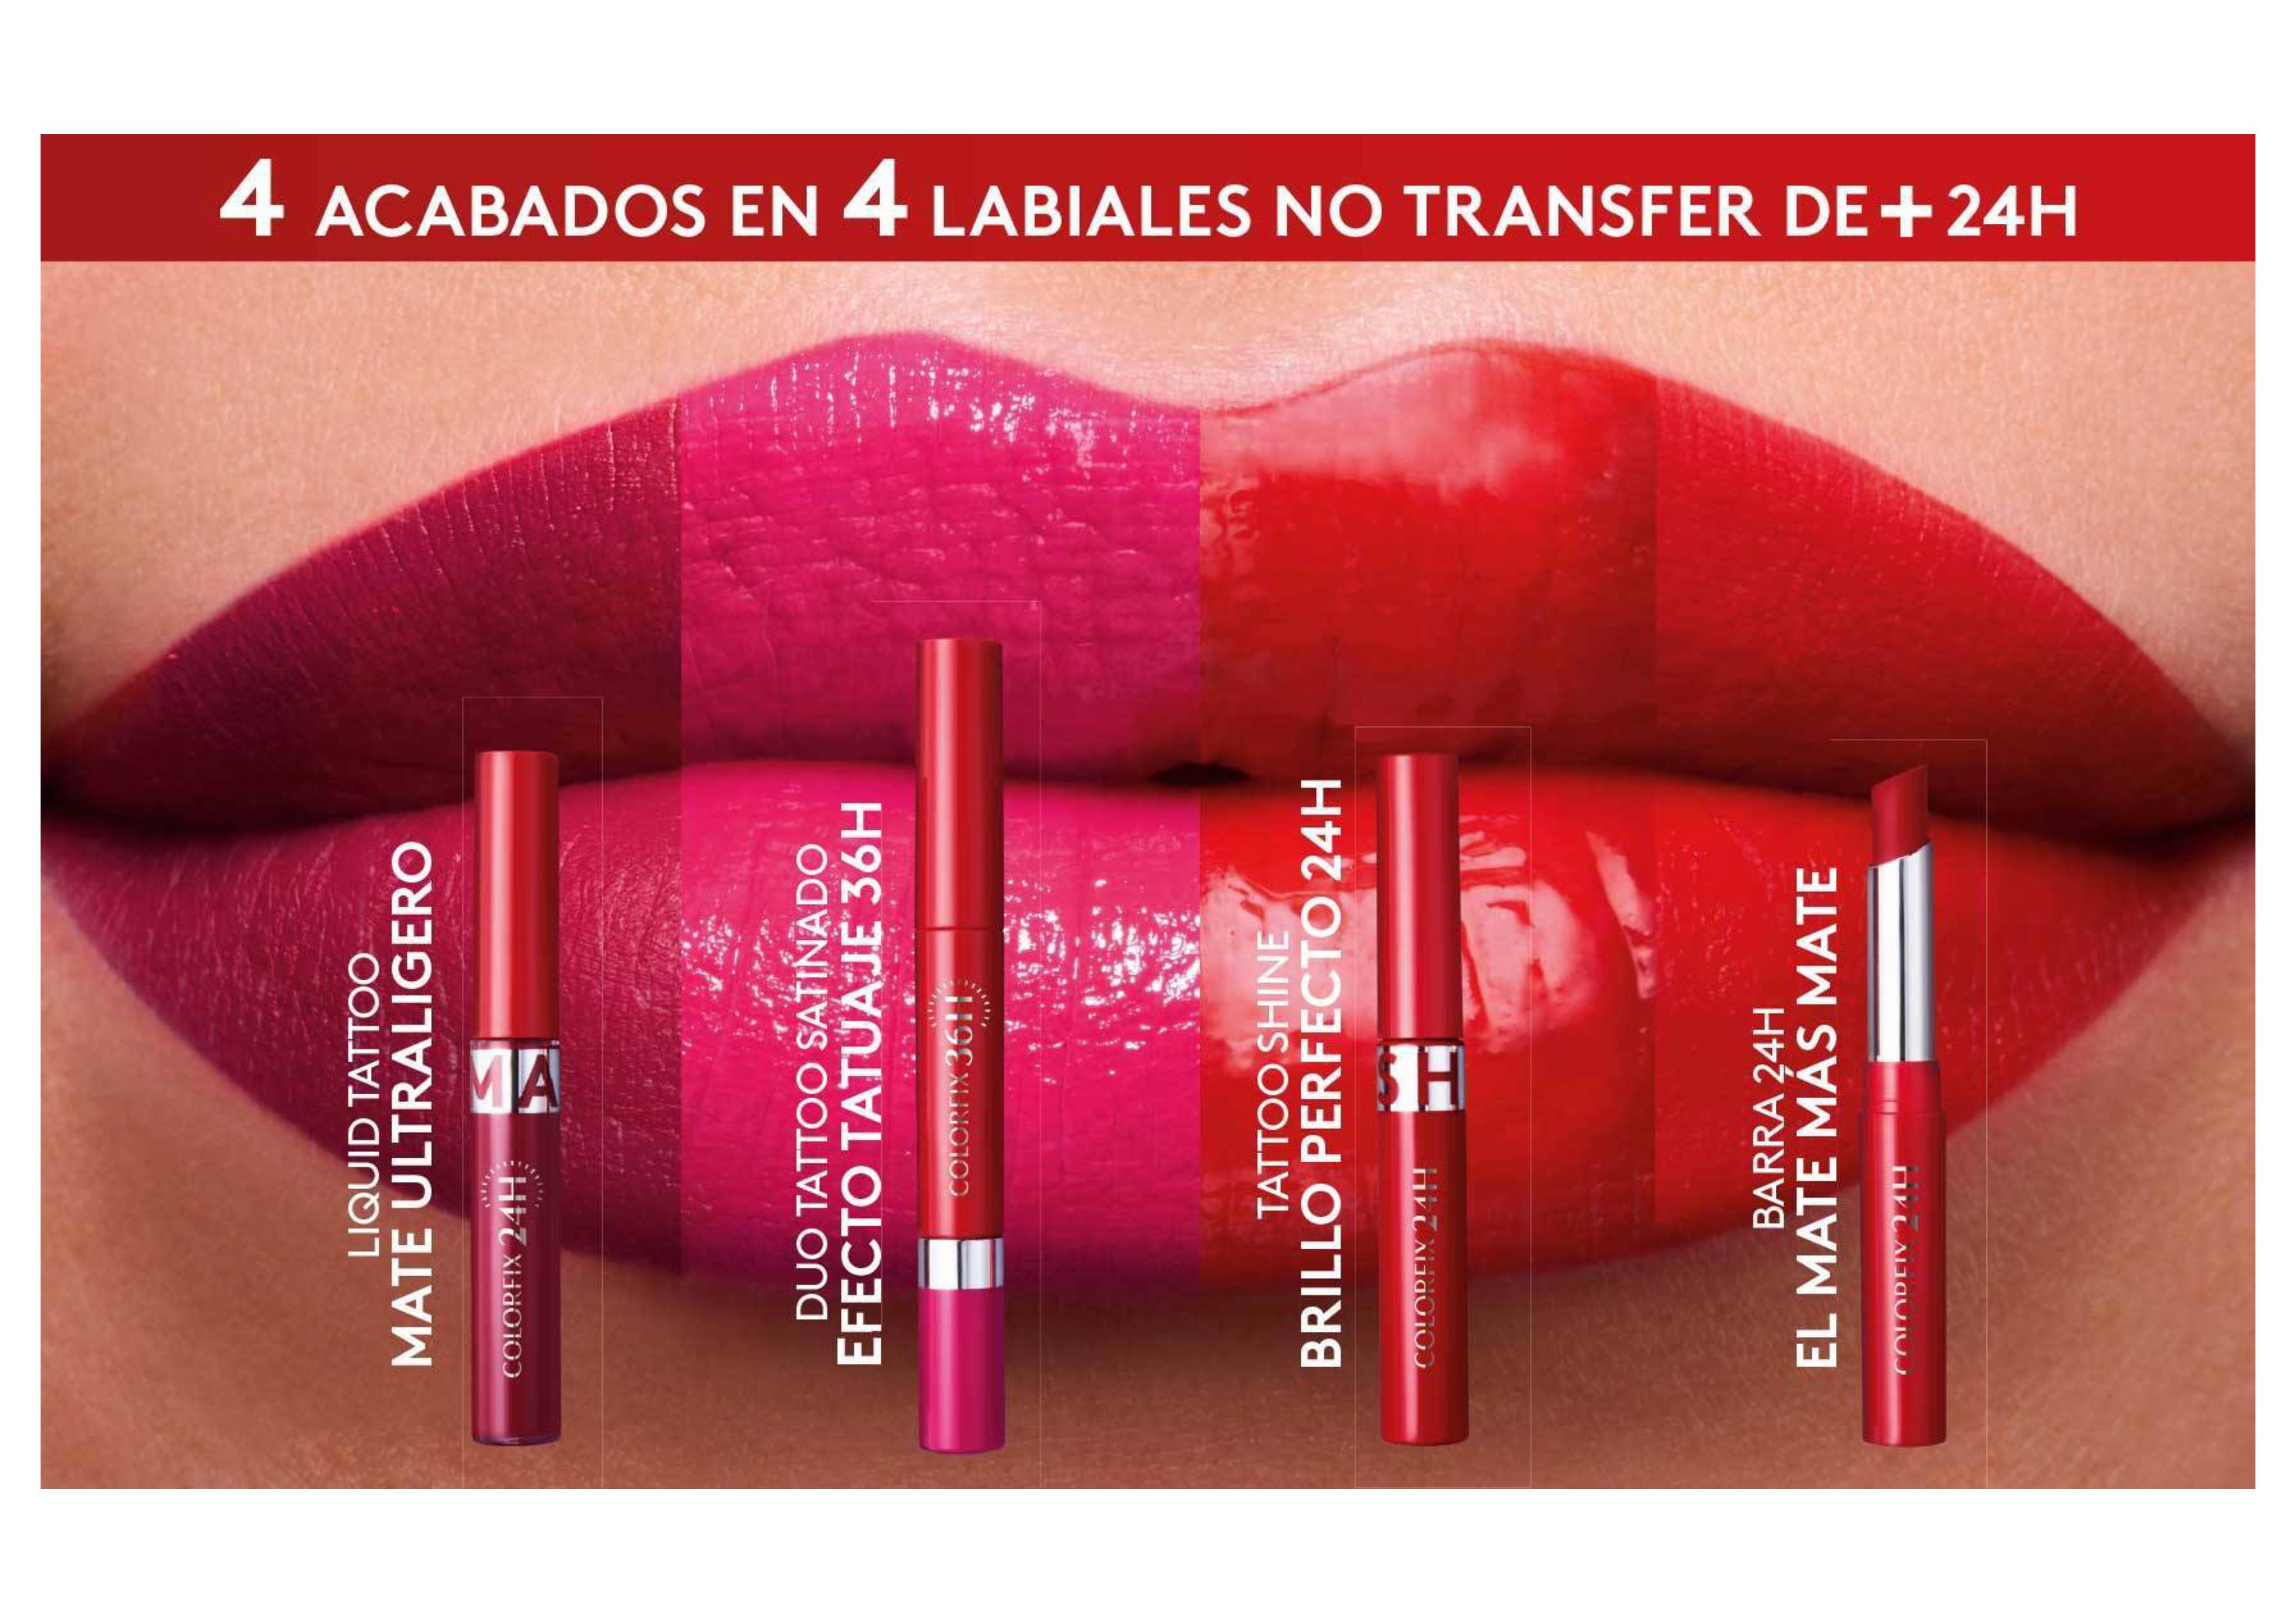 4 ACABADOS EN 4 LABIALES NO TRANSFER DE+24H
LIQUID TATTOO
MATE ULTRALIGERO
MA
COLORFIX 24H
DUO TATTOO SATINADO
EFECTO TATUAJE 36H
COLORFIX 36H
TATTOO SHINE
BRILLO PERFECTO 24H
SH
COLORFIX 24H
BARRA 24H
EL MATE MÁS MATE
COLORFIX 24H